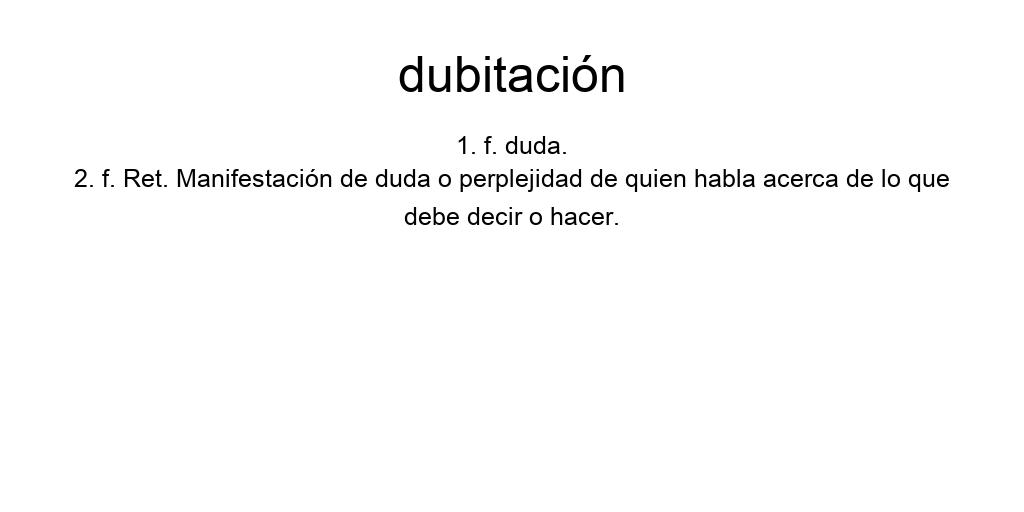 dubitación
1. f. duda.
2. f. Ret. Manifestación de duda o perplejidad de quien habla acerca de lo que
debe decir o hacer.